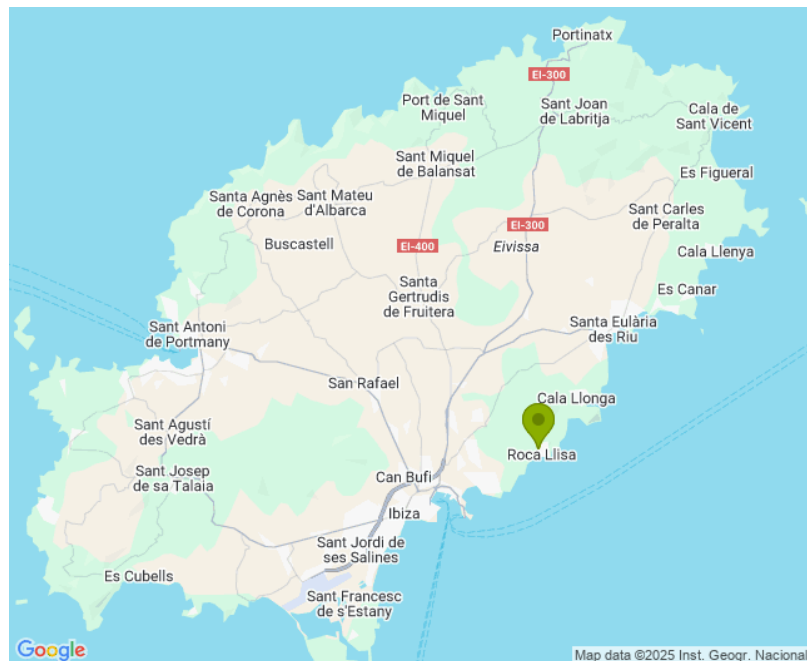 Portinatx
EI-300
Port de Sant
Miquel
Sant Joan
de Labritja
Cala de
Sant Vicent
Sant Miquel
de Balansat
Es Figueral
Santa Agnès
de Corona
Sant Mateu
d'Albarca
Sant Carles
de Peralta
EI-300
Buscastell
EI-400
Eivissa
Cala Llenya
Santa
Gertrudis
de Fruitera
Es Canar
Sant Antoni
de Portmany
Santa Eulària
des Riu
San Rafael
Cala Llonga
Sant Agustí
des Vedrà
Roca Llisa
Sant Josep
de sa Talaia
Can Bufi
Ibiza
Sant Jordi de
ses Salines
Es Cubells
Sant Francesc
de s'Estany
Google
Map data ©2025 Inst. Geogr. Nacional